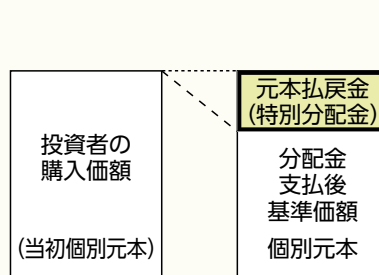 投資者の
購入価額
(当初個別元本)
元本払戻金
(特別分配金)
分配金
支払後
基準価額
個別元本